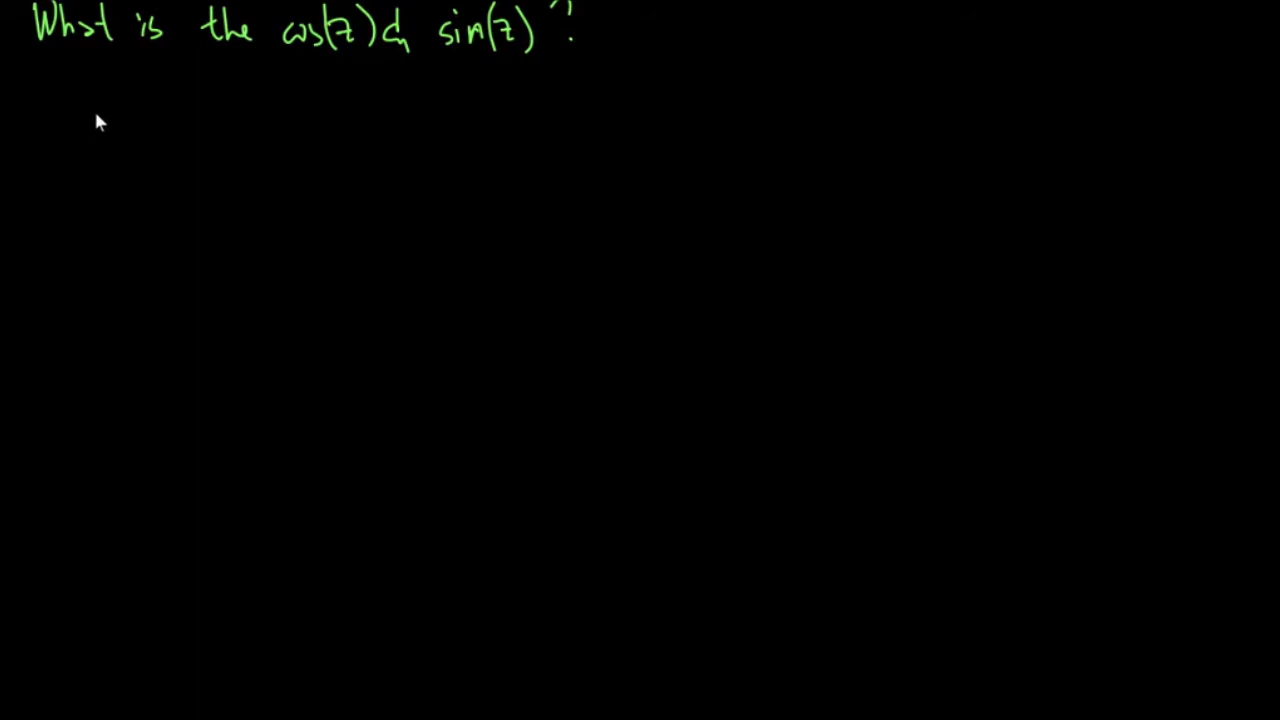 What is the cos(z) & sin(z) ?